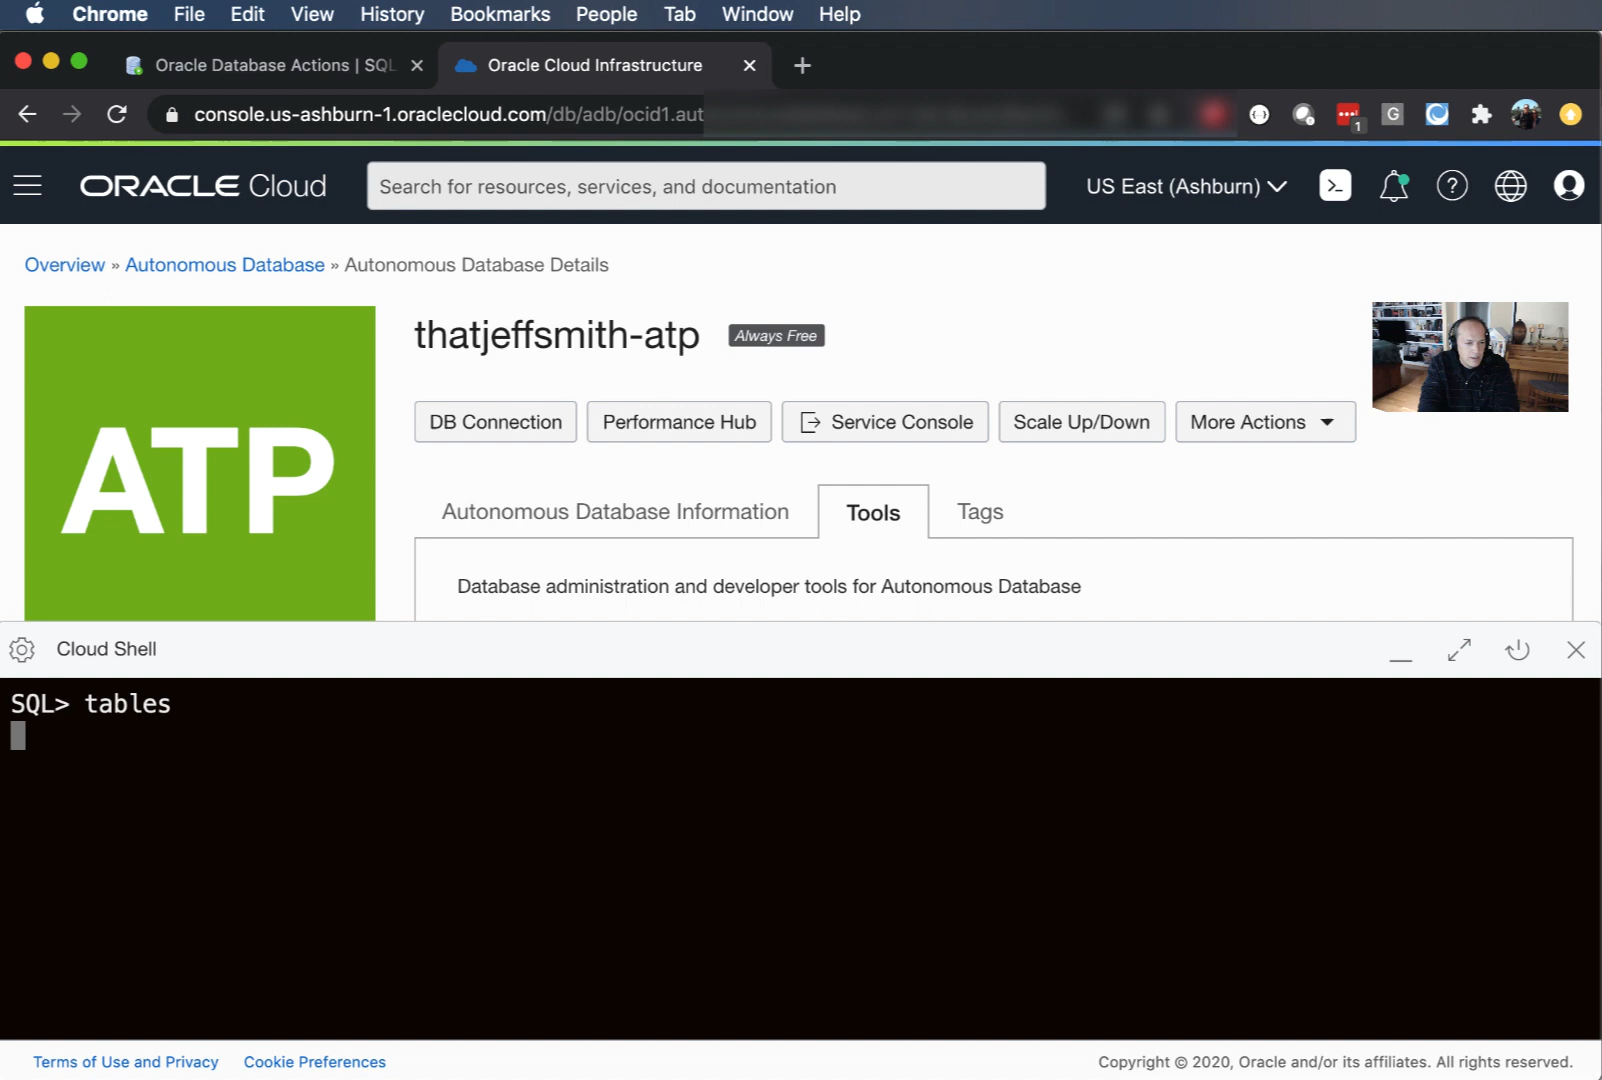 Chrome File Edit View History Bookmarks People Tab Window Help
Oracle Database Actions | SQL
Oracle Cloud Infrastructure
console.us-ashburn-1.oraclecloud.com/db/adb/ocid1.aut
1
G
ORACLE Cloud
Search for resources, services, and documentation
US East (Ashburn)
Overview » Autonomous Database » Autonomous Database Details
ATP
thatjeffsmith-atp
Always Free
DB Connection
Performance Hub
Service Console
Scale Up/Down
More Actions
Autonomous Database Information
Tools
Tags
Database administration and developer tools for Autonomous Database
Cloud Shell
SQL> tables
Terms of Use and Privacy
Cookie Preferences
Copyright © 2020, Oracle and/or its affiliates. All rights reserved.